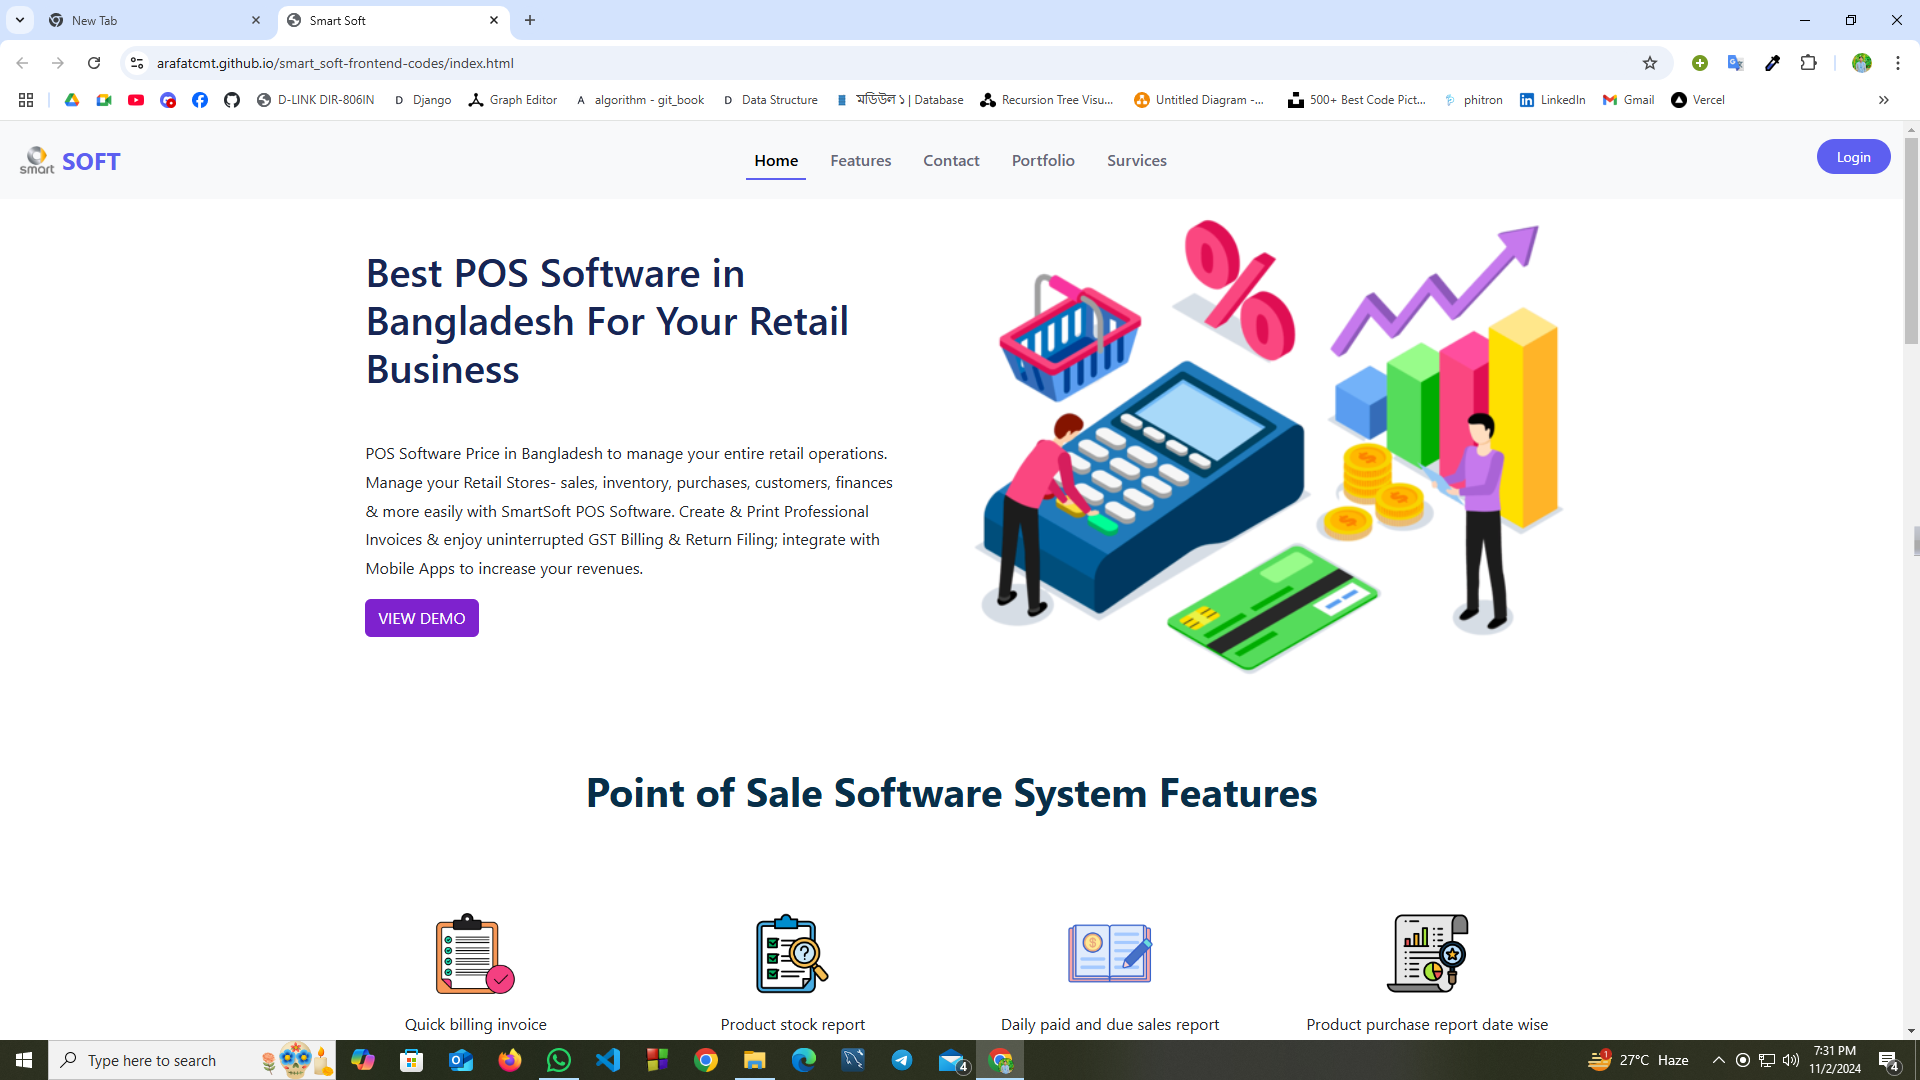 New Tab
Smart Soft
arafatcmt.github.io/smart_soft-frontend-codes/index.html
D-LINK DIR-806IN
D Django
Graph Editor
A algorithm - git_book
D Data Structure
মডিউল ১ | Database
Recursion Tree Visu...
Untitled Diagram -...
500+ Best Code Pict...
phitron
LinkedIn
Gmail
Vercel
smart SOFT
Home
Features
Contact
Portfolio
Survices
Login
Best POS Software in
Bangladesh For Your Retail
Business
POS Software Price in Bangladesh to manage your entire retail operations.
Manage your Retail Stores- sales, inventory, purchases, customers, finances
& more easily with SmartSoft POS Software. Create & Print Professional
Invoices & enjoy uninterrupted GST Billing & Return Filing; integrate with
Mobile Apps to increase your revenues.
VIEW DEMO
Point of Sale Software System Features
Quick billing invoice
Product stock report
Daily paid and due sales report
Product purchase report date wise
Type here to search
4
1
27°C Haze
7:31 PM
11/2/2024
4